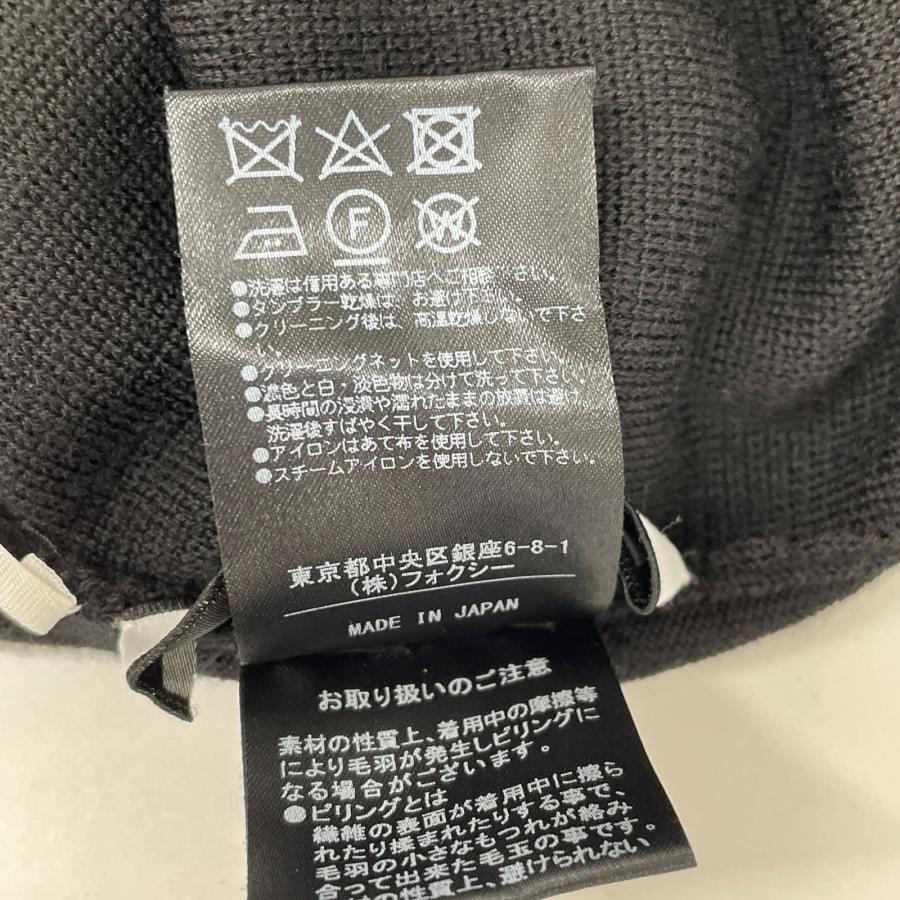 F
W
●洗濯は信用ある専門店へご相談下さい。
●タンブラー乾燥は、お避け下さい。
●クリーニング後は、高温乾燥しないで下さ
い。
●クリーニングネットを使用して下さい。
●濃色と白・淡色物は分けて洗って下さい。
●長時間の浸漬や濡れたままの放置は避け、
洗濯後すばやく干して下さい。
●アイロンはあて布を使用して下さい。
●スチームアイロンを使用しないで下さい。
東京都中央区銀座6-8-1
(株)フォクシー
MADE IN JAPAN
お取り扱いのご注意
素材の性質上、着用中の摩擦等
により毛羽が発生しピリングに
なる場合がございます。
●ピリングとは
繊維の表面が着用中に擦ら
れたり揉まれたりする事で、
毛羽の小さなもつれが絡み
合って出来た毛玉の事です。
の性質上、避けられない